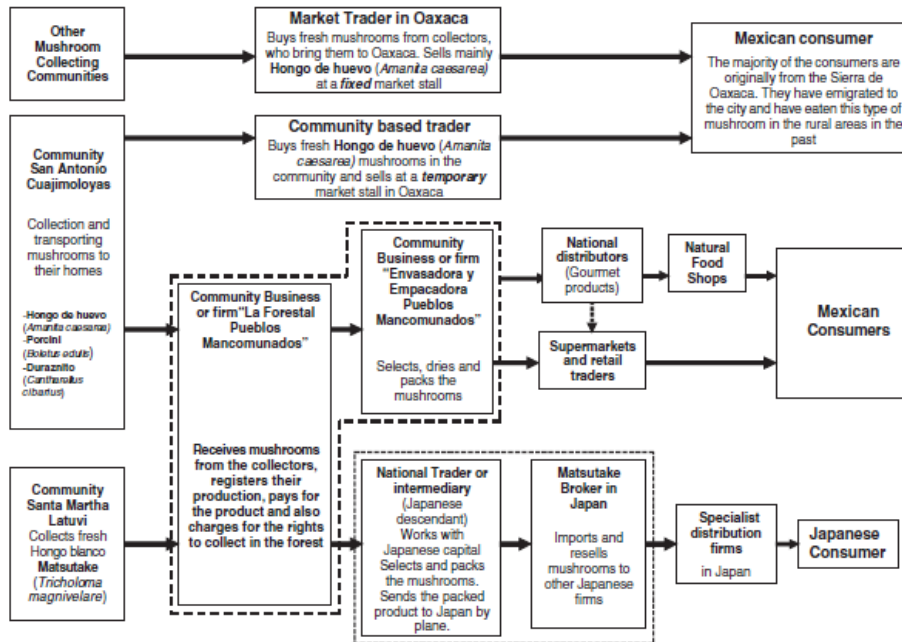 Other
Mushroom
Collecting
Communities
Market Trader in Oaxaca
Buys fresh mushrooms from collectors,
who bring them to Oaxaca. Sells mainly
Hongo de huevo (Amanita caesarea)
at a fixed market stall
Mexican consumer
The majority of the consumers are
originally from the Sierra de
Oaxaca. They have emigrated to
the city and have eaten this type of
mushroom in the rural areas in the
past
Community
San Antonio
Cuajimoloyas
Collection and
transporting
mushrooms to
their homes
-Hongo de huevo
(Amanita caesarea)
-Porcini
(Boletus edulis)
-Duraznito
(Cantharellus
cibarius)
Community based trader
Buys fresh Hongo de huevo (Amanita
caesarea) mushrooms in the
community and sells at a temporary
market stall in Oaxaca
Community Business
or firm"La Forestal
Pueblos
Mancomunados"
Receives mushrooms
from the collectors,
registers their
production, pays for
the product and also
charges for the rights
to collect in the forest
Community
Business or firm
"Envasadora y
Empacadora
Pueblos
Mancomunados"
Selects, dries and
packs the
mushrooms
National
distributors
(Gourmet
products)
Natural
Food
Shops
Supermarkets
and retail
traders
Mexican
Consumers
Community
Santa Martha
Latuvi
Collects fresh
Hongo blanco
Matsutake
(Tricholoma
magnivelare)
National Trader or
intermediary
(Japanese
descendant)
Works with
Japanese capital
Selects and packs
the mushrooms.
Sends the packed
product to Japan by
plane.
Matsutake
Broker in
Japan
Imports and
resells
mushrooms to
other Japanese
firms
Specialist
distribution
firms
in Japan
Japanese
Consumer